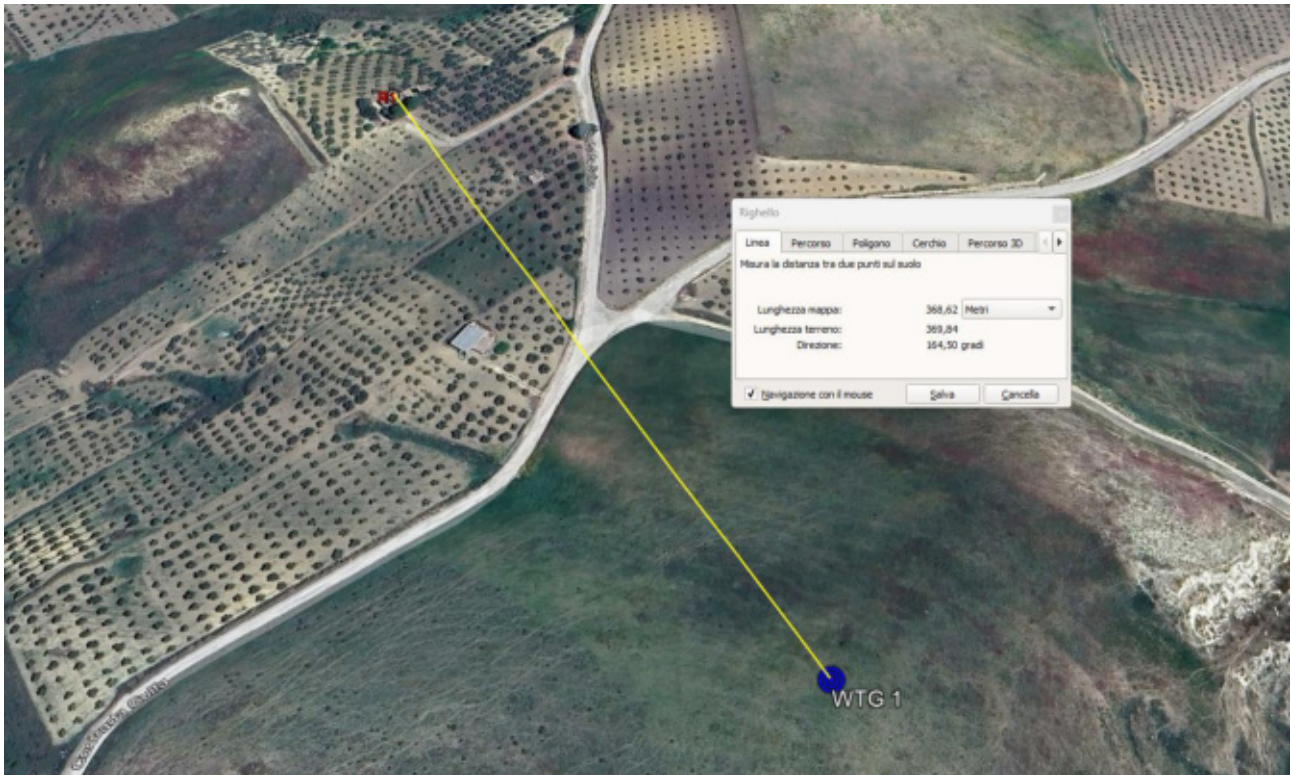 Righello
Linea Percorso Poligono Cerchio Percorso 3D
Misura la distanza tra due punti sul suolo
Lunghezza mappa: 368,62 Metri
Lunghezza terreno: 369,84
Direzione: 164,50 gradi
Navigazione con il mouse Salva Cancella
WTG 1
Contrada